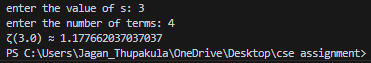 enter the value of s: 3
enter the number of terms: 4
ζ(3.0) ≈ 1.177662037037037
PS C:\Users\Jagan_Thupakula\OneDrive\Desktop\cse assignment>